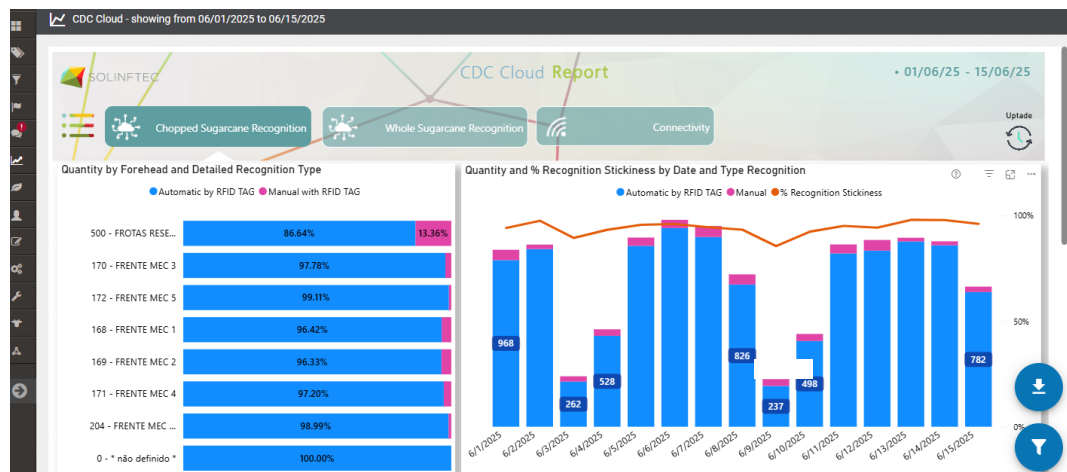 CDC Cloud - showing from 06/01/2025 to 06/15/2025
SOLINFTEC
CDC Cloud Report
• 01/06/25 - 15/06/25
Chopped Sugarcane Recognition
Whole Sugarcane Recognition
Connectivity
Uptade
Quantity by Forehead and Detailed Recognition Type
Automatic by RFID TAG Manual with RFID TAG
500 - FROTAS RESE... 86.64% 13.36%
170 - FRENTE MEC 3 97.78%
172 - FRENTE MEC 5 99.11%
168 - FRENTE MEC 1 96.42%
169 - FRENTE MEC 2 96.33%
171 - FRENTE MEC 4 97.20%
204 - FRENTE MEC ... 98.99%
0 - * não definido * 100.00%
Quantity and % Recognition Stickiness by Date and Type Recognition
Automatic by RFID TAG Manual % Recognition Stickiness
100%
50%
0%
968
262
528
826
237
498
782
6/1/2025
6/2/2025
6/3/2025
6/4/2025
6/5/2025
6/6/2025
6/7/2025
6/8/2025
6/9/2025
6/10/2025
6/11/2025
6/12/2025
6/13/2025
6/14/2025
6/15/2025